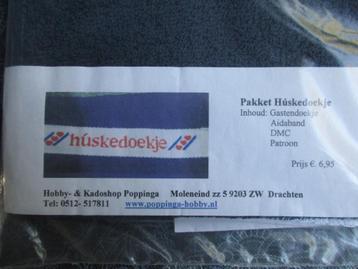 Pakket Húskedoekje
Inhoud: Gastendoekje
Aidaband
DMC
Patroon
Prijs €. 6,95
húskedoekje
Hobby- & Kadoshop Poppinga Moleneind zz 5 9203 ZW Drachten
Tel: 0512- 517811 www.poppinga-hobby.nl